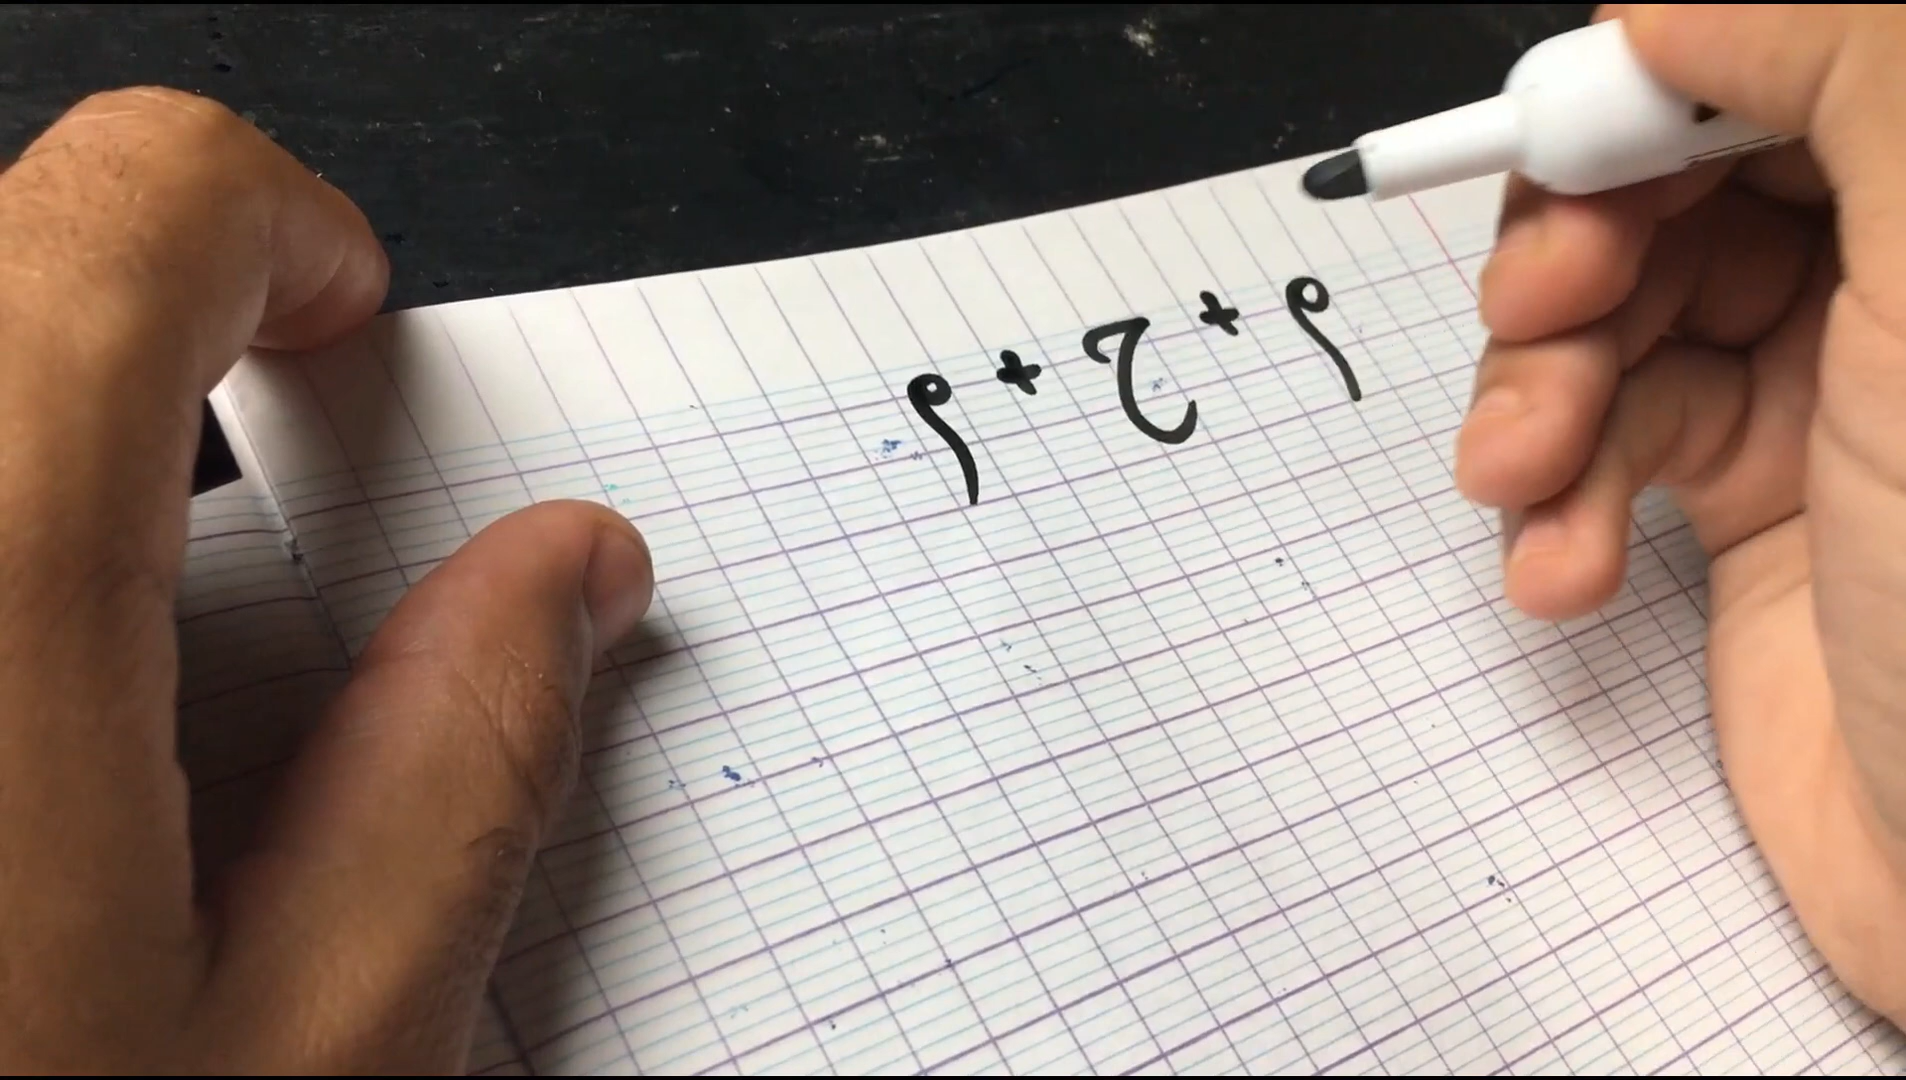 م + ح + م